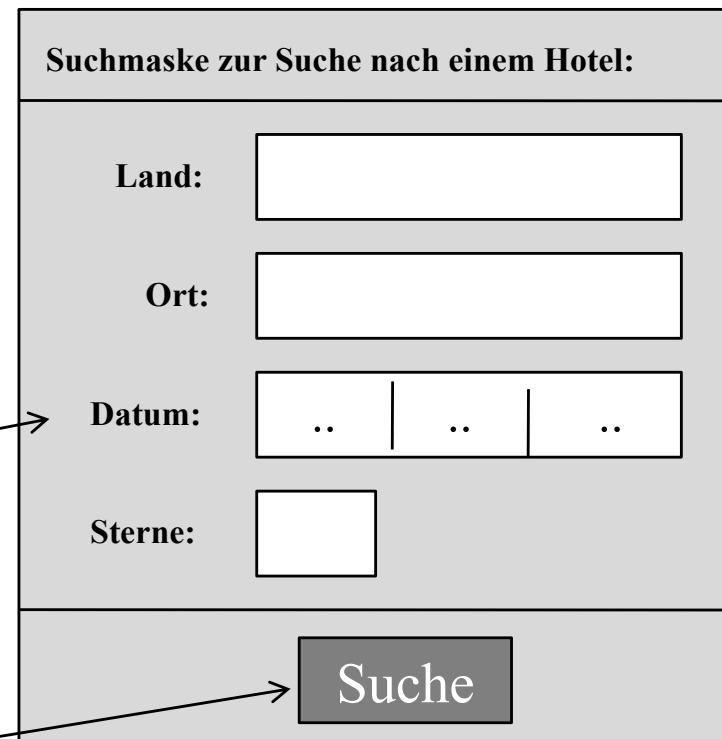 Suchmaske zur Suche nach einem Hotel:
Land:
Ort:
Datum: .. | .. | ..
Sterne:
Suche